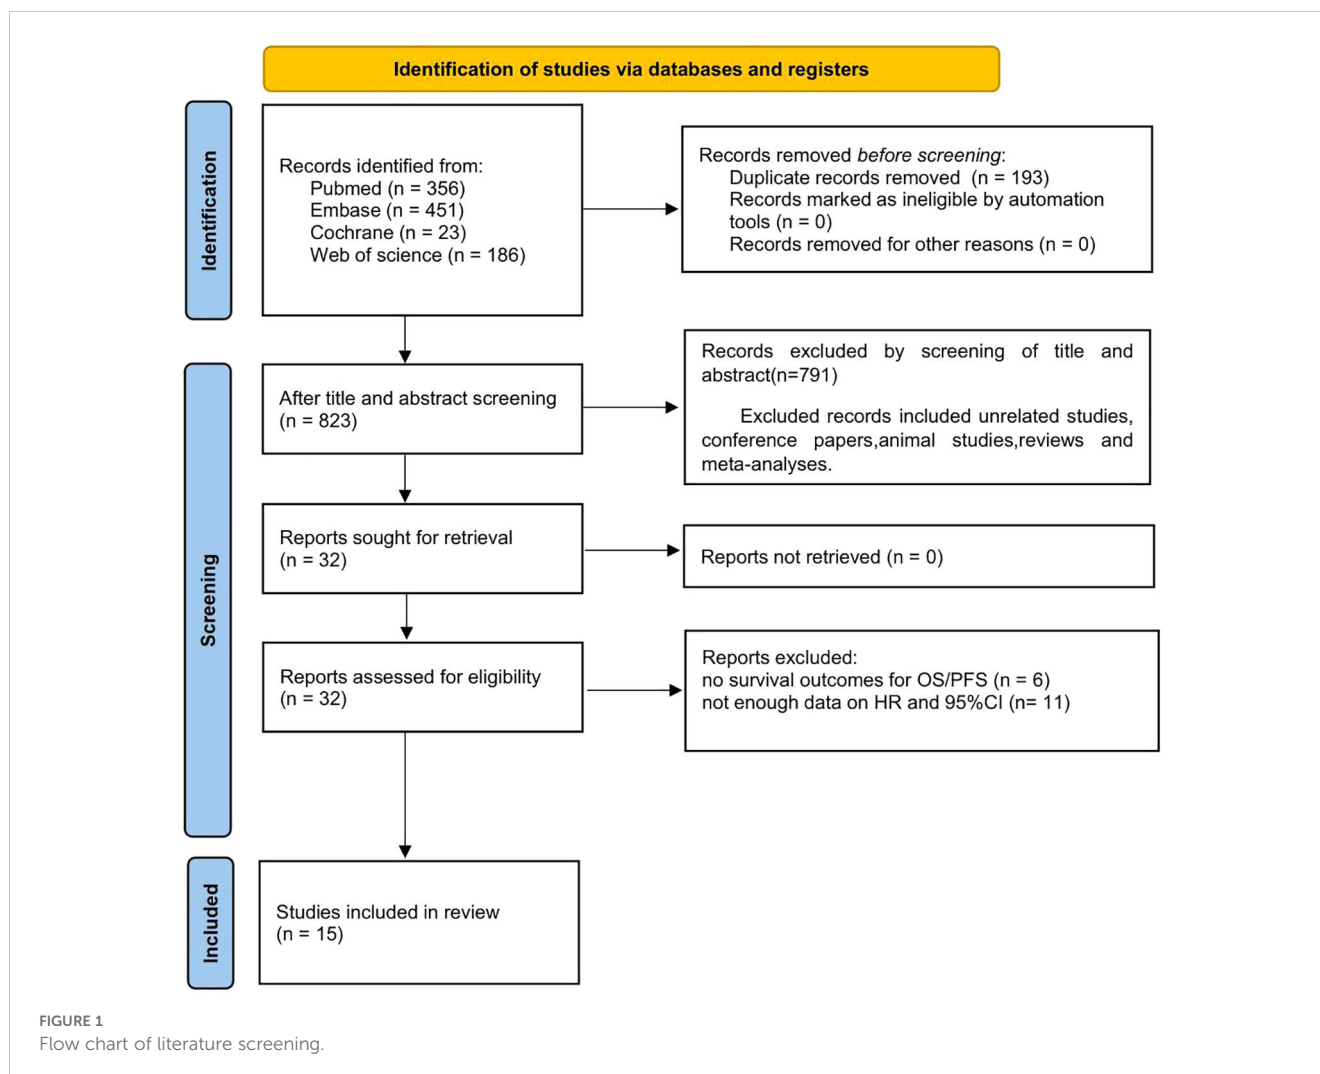 Identification of studies via databases and registers
Identification
Records identified from:
Pubmed (n = 356)
Embase (n = 451)
Cochrane (n = 23)
Web of science (n = 186)
Records removed before screening:
Duplicate records removed (n = 193)
Records marked as ineligible by automation
tools (n = 0)
Records removed for other reasons (n = 0)
Screening
After title and abstract screening
(n = 823)
Records excluded by screening of title and
abstract(n=791)
Excluded records included unrelated studies,
conference papers,animal studies,reviews and
meta-analyses.
Reports sought for retrieval
(n = 32)
Reports not retrieved (n = 0)
Reports assessed for eligibility
(n = 32)
Reports excluded:
no survival outcomes for OS/PFS (n = 6)
not enough data on HR and 95%CI (n= 11)
Included
Studies included in review
(n = 15)
FIGURE 1
Flow chart of literature screening.